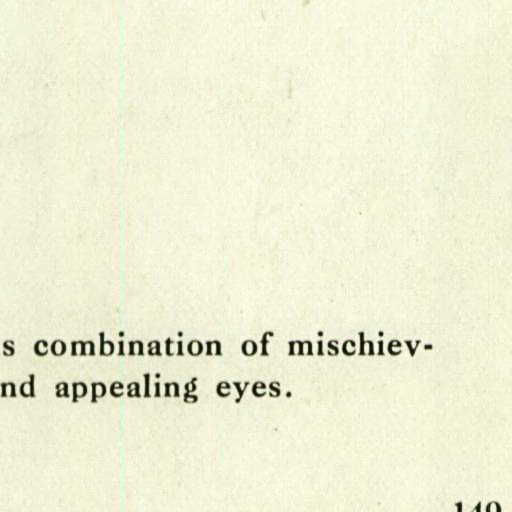 s combination of mischiev-
nd appealing eyes.